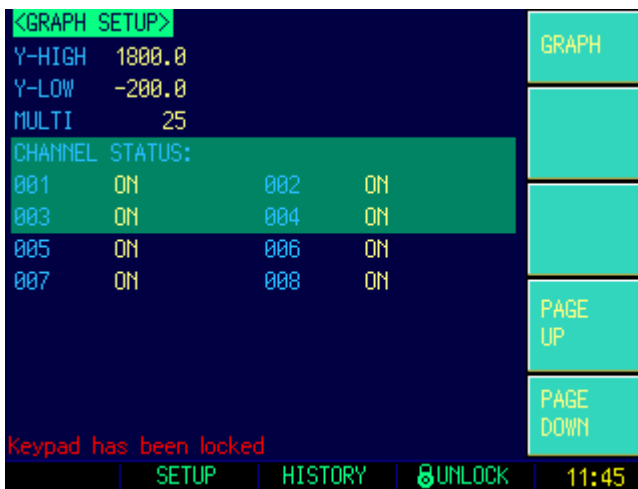 <GRAPH SETUP>
Y-HIGH 1800.0
Y-LOW -200.0
MULTI 25
CHANNEL STATUS:
001 ON 002 ON
003 ON 004 ON
005 ON 006 ON
007 ON 008 ON
Keypad has been locked
GRAPH
PAGE
UP
PAGE
DOWN
SETUP HISTORY UNLOCK 11:45